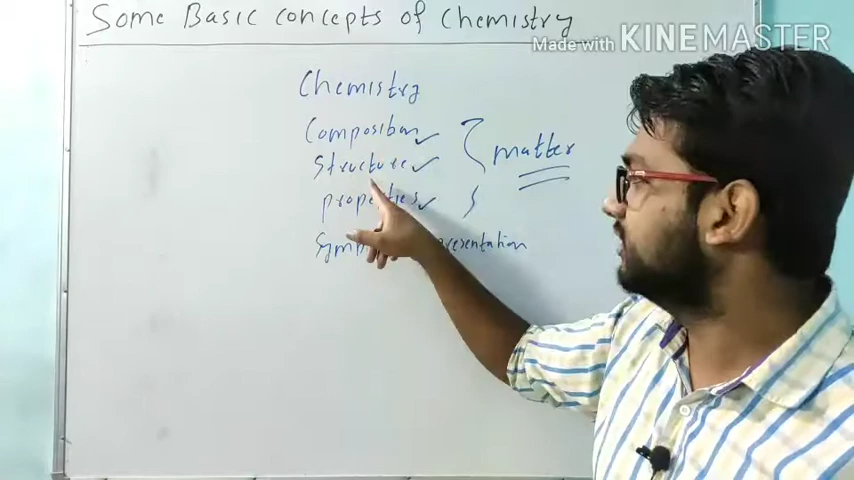 Some Basic concepts of Chemistry
Made with KINEMASTER
Chemistry
Composition
Structure
matter
properties